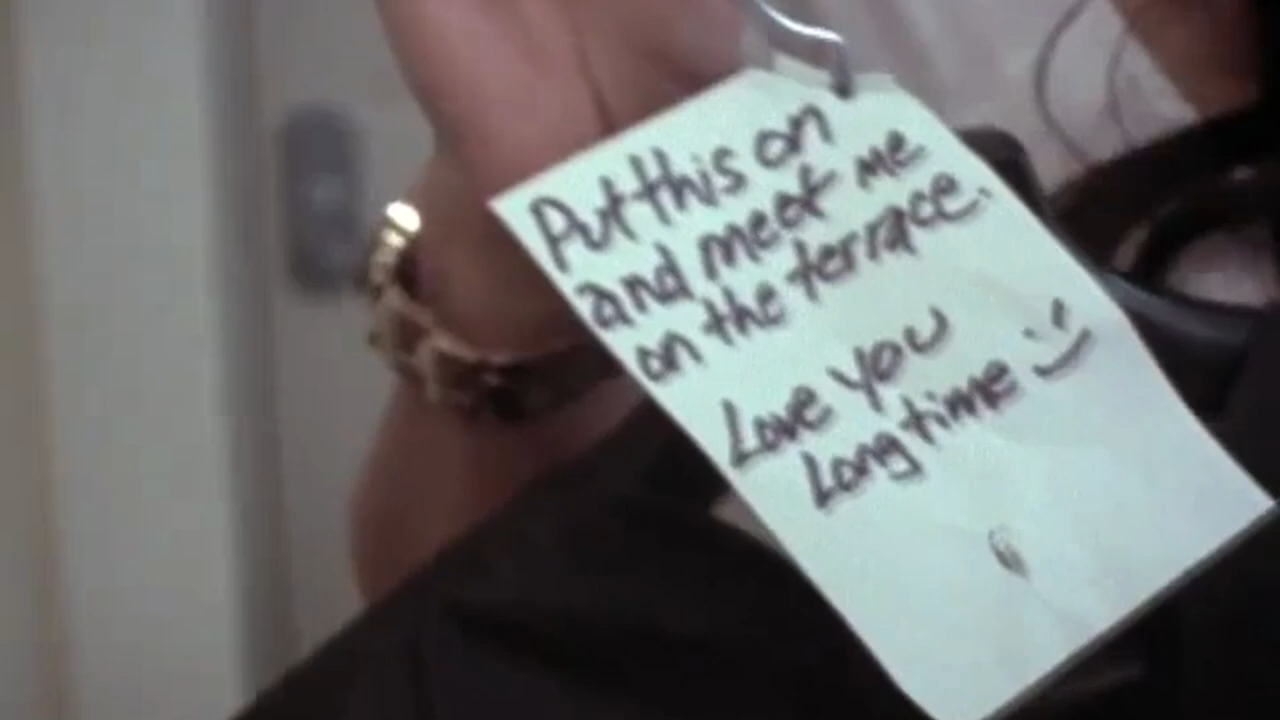 Put this on
and meet me
on the terrace.
Love you
long time :)